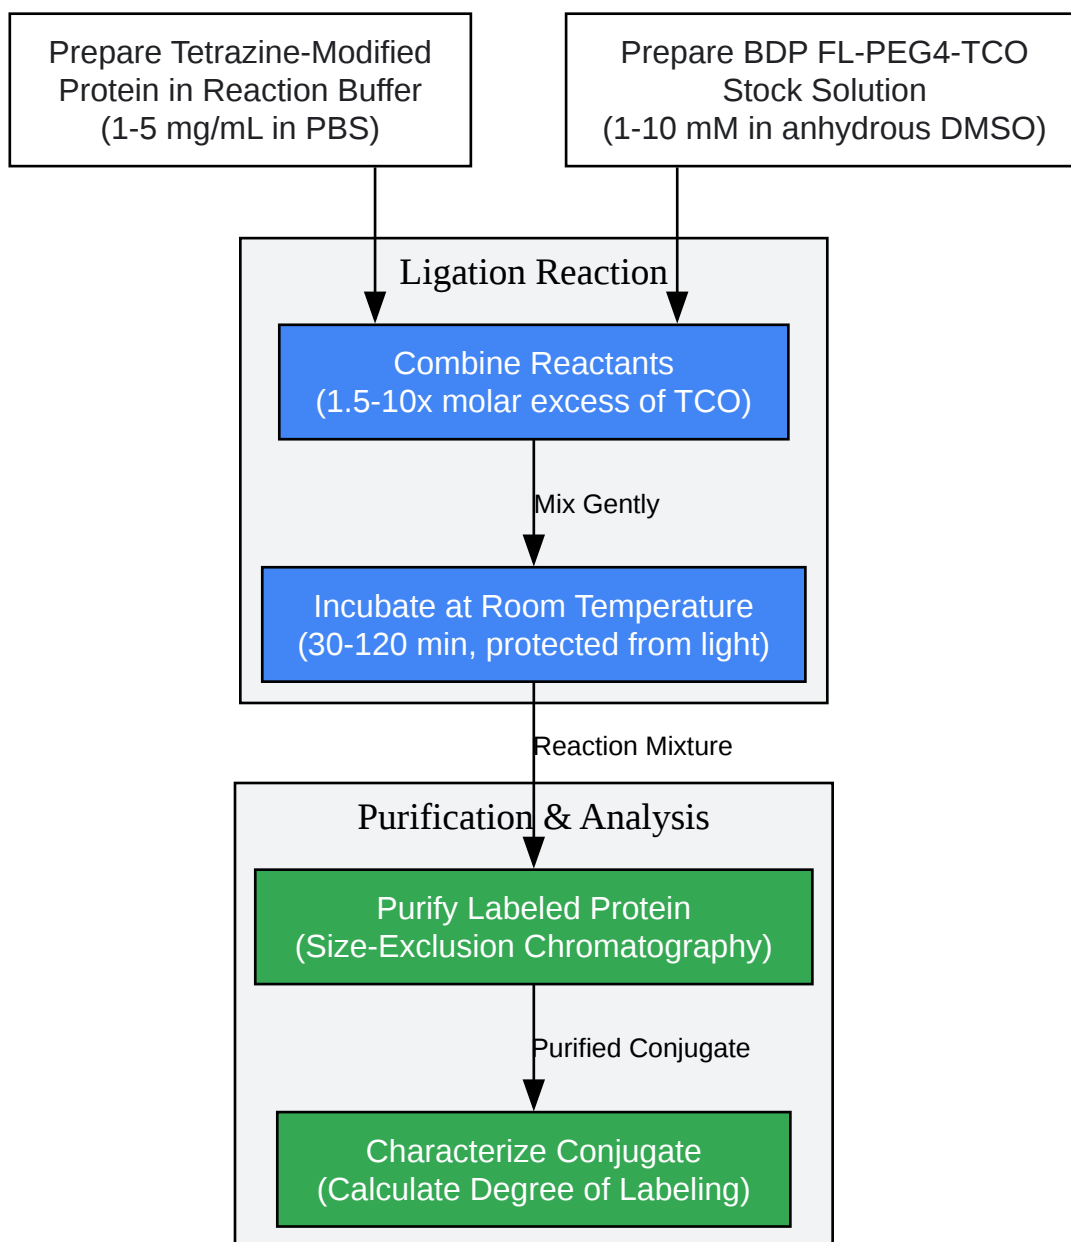 Prepare Tetrazine-Modified
Protein in Reaction Buffer
(1-5 mg/mL in PBS)
Prepare BDP FL-PEG4-TCO
Stock Solution
(1-10 mM in anhydrous DMSO)
Ligation Reaction
Combine Reactants
(1.5-10x molar excess of TCO)
Mix Gently
Incubate at Room Temperature
(30-120 min, protected from light)
Reaction Mixture
Purification & Analysis
Purify Labeled Protein
(Size-Exclusion Chromatography)
Purified Conjugate
Characterize Conjugate
(Calculate Degree of Labeling)